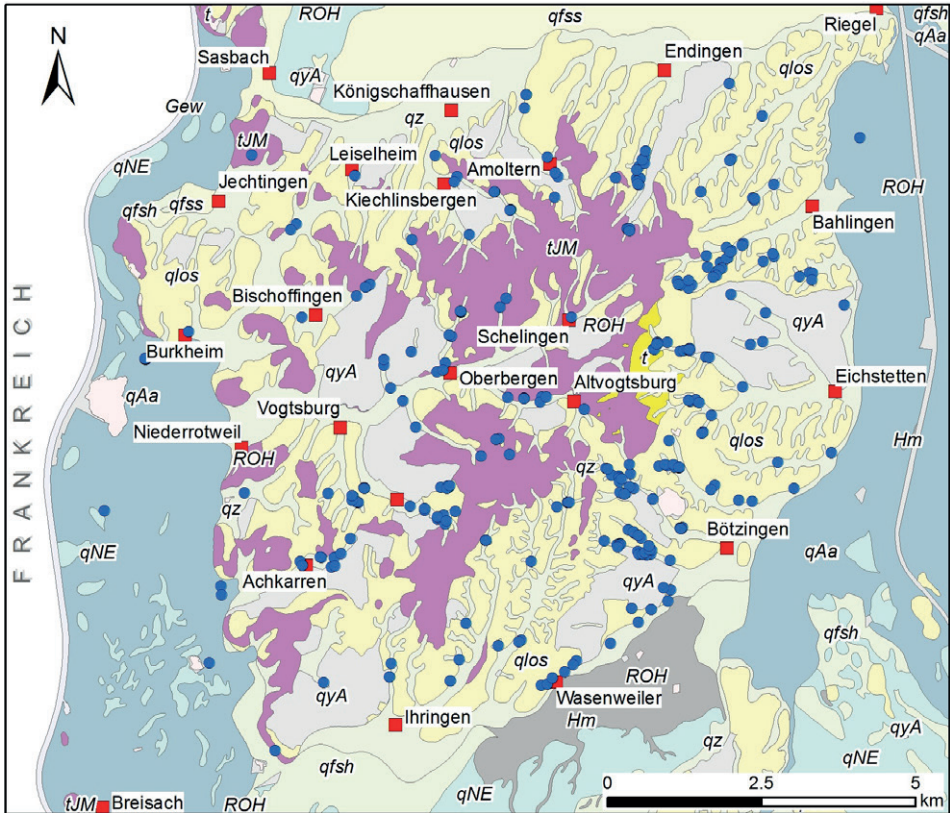 t
ROH
qfss
Riegel
qfsh
qAa
N
Sasbach
qyA
Endingen
qlos
Königschaffhausen
Gew
qz
qlos
tJM
Leiselheim
Amoltern
qNE
Jechtingen
Kiechlinsbergen
ROH
qfsh
qfss
Bahlingen
tJM
qlos
FRANKREICH
Bischoffingen
qyA
Schelingen
ROH
Burkheim
t
qyA
Oberbergen
Altvogtsburg
Eichstetten
qAa
Vogtsburg
Niederrotweil
qlos
Hm
ROH
qz
qz
qNE
Bötzingen
qAa
Achkarren
qyA
qfsh
qlos
ROH
qyA
Wasenweiler
Ihringen
Hm
qyA
qz
qfsh
qNE
qNE
0 2.5 5
km
tJM
Breisach
ROH